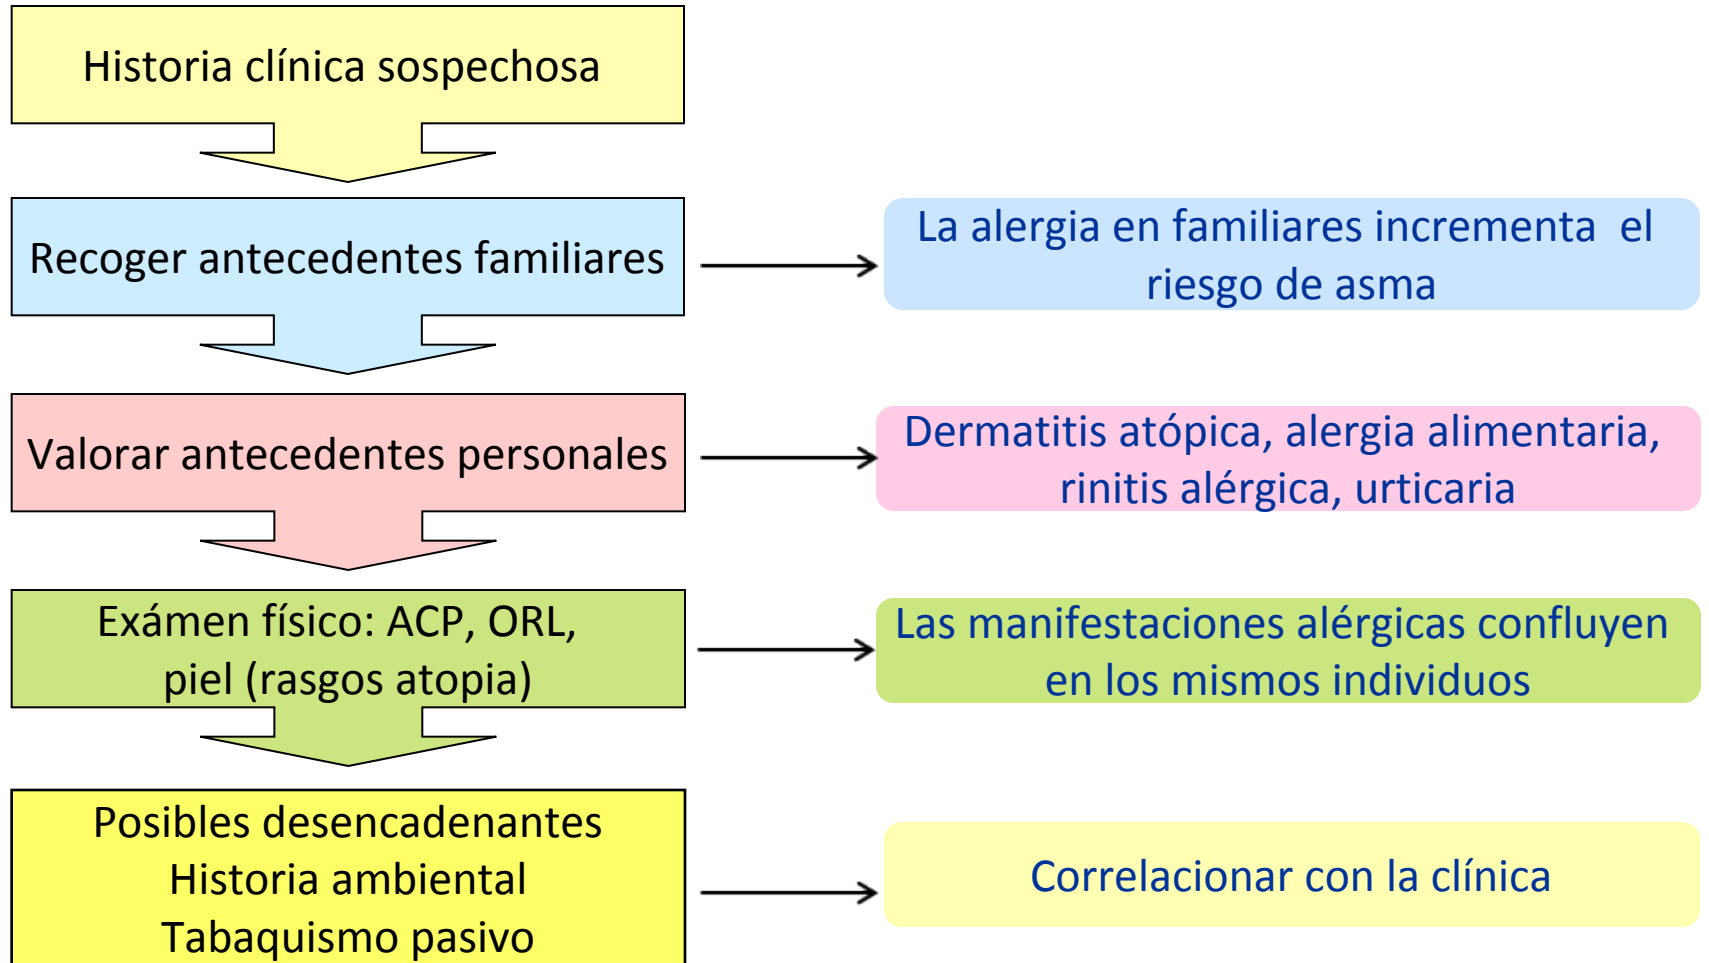 Historia clínica sospechosa
Recoger antecedentes familiares
La alergia en familiares incrementa el
riesgo de asma
Valorar antecedentes personales
Dermatitis atópica, alergia alimentaria,
rinitis alérgica, urticaria
Exámen físico: ACP, ORL,
piel (rasgos atopia)
Las manifestaciones alérgicas confluyen
en los mismos individuos
Posibles desencadenantes
Historia ambiental
Tabaquismo pasivo
Correlacionar con la clínica